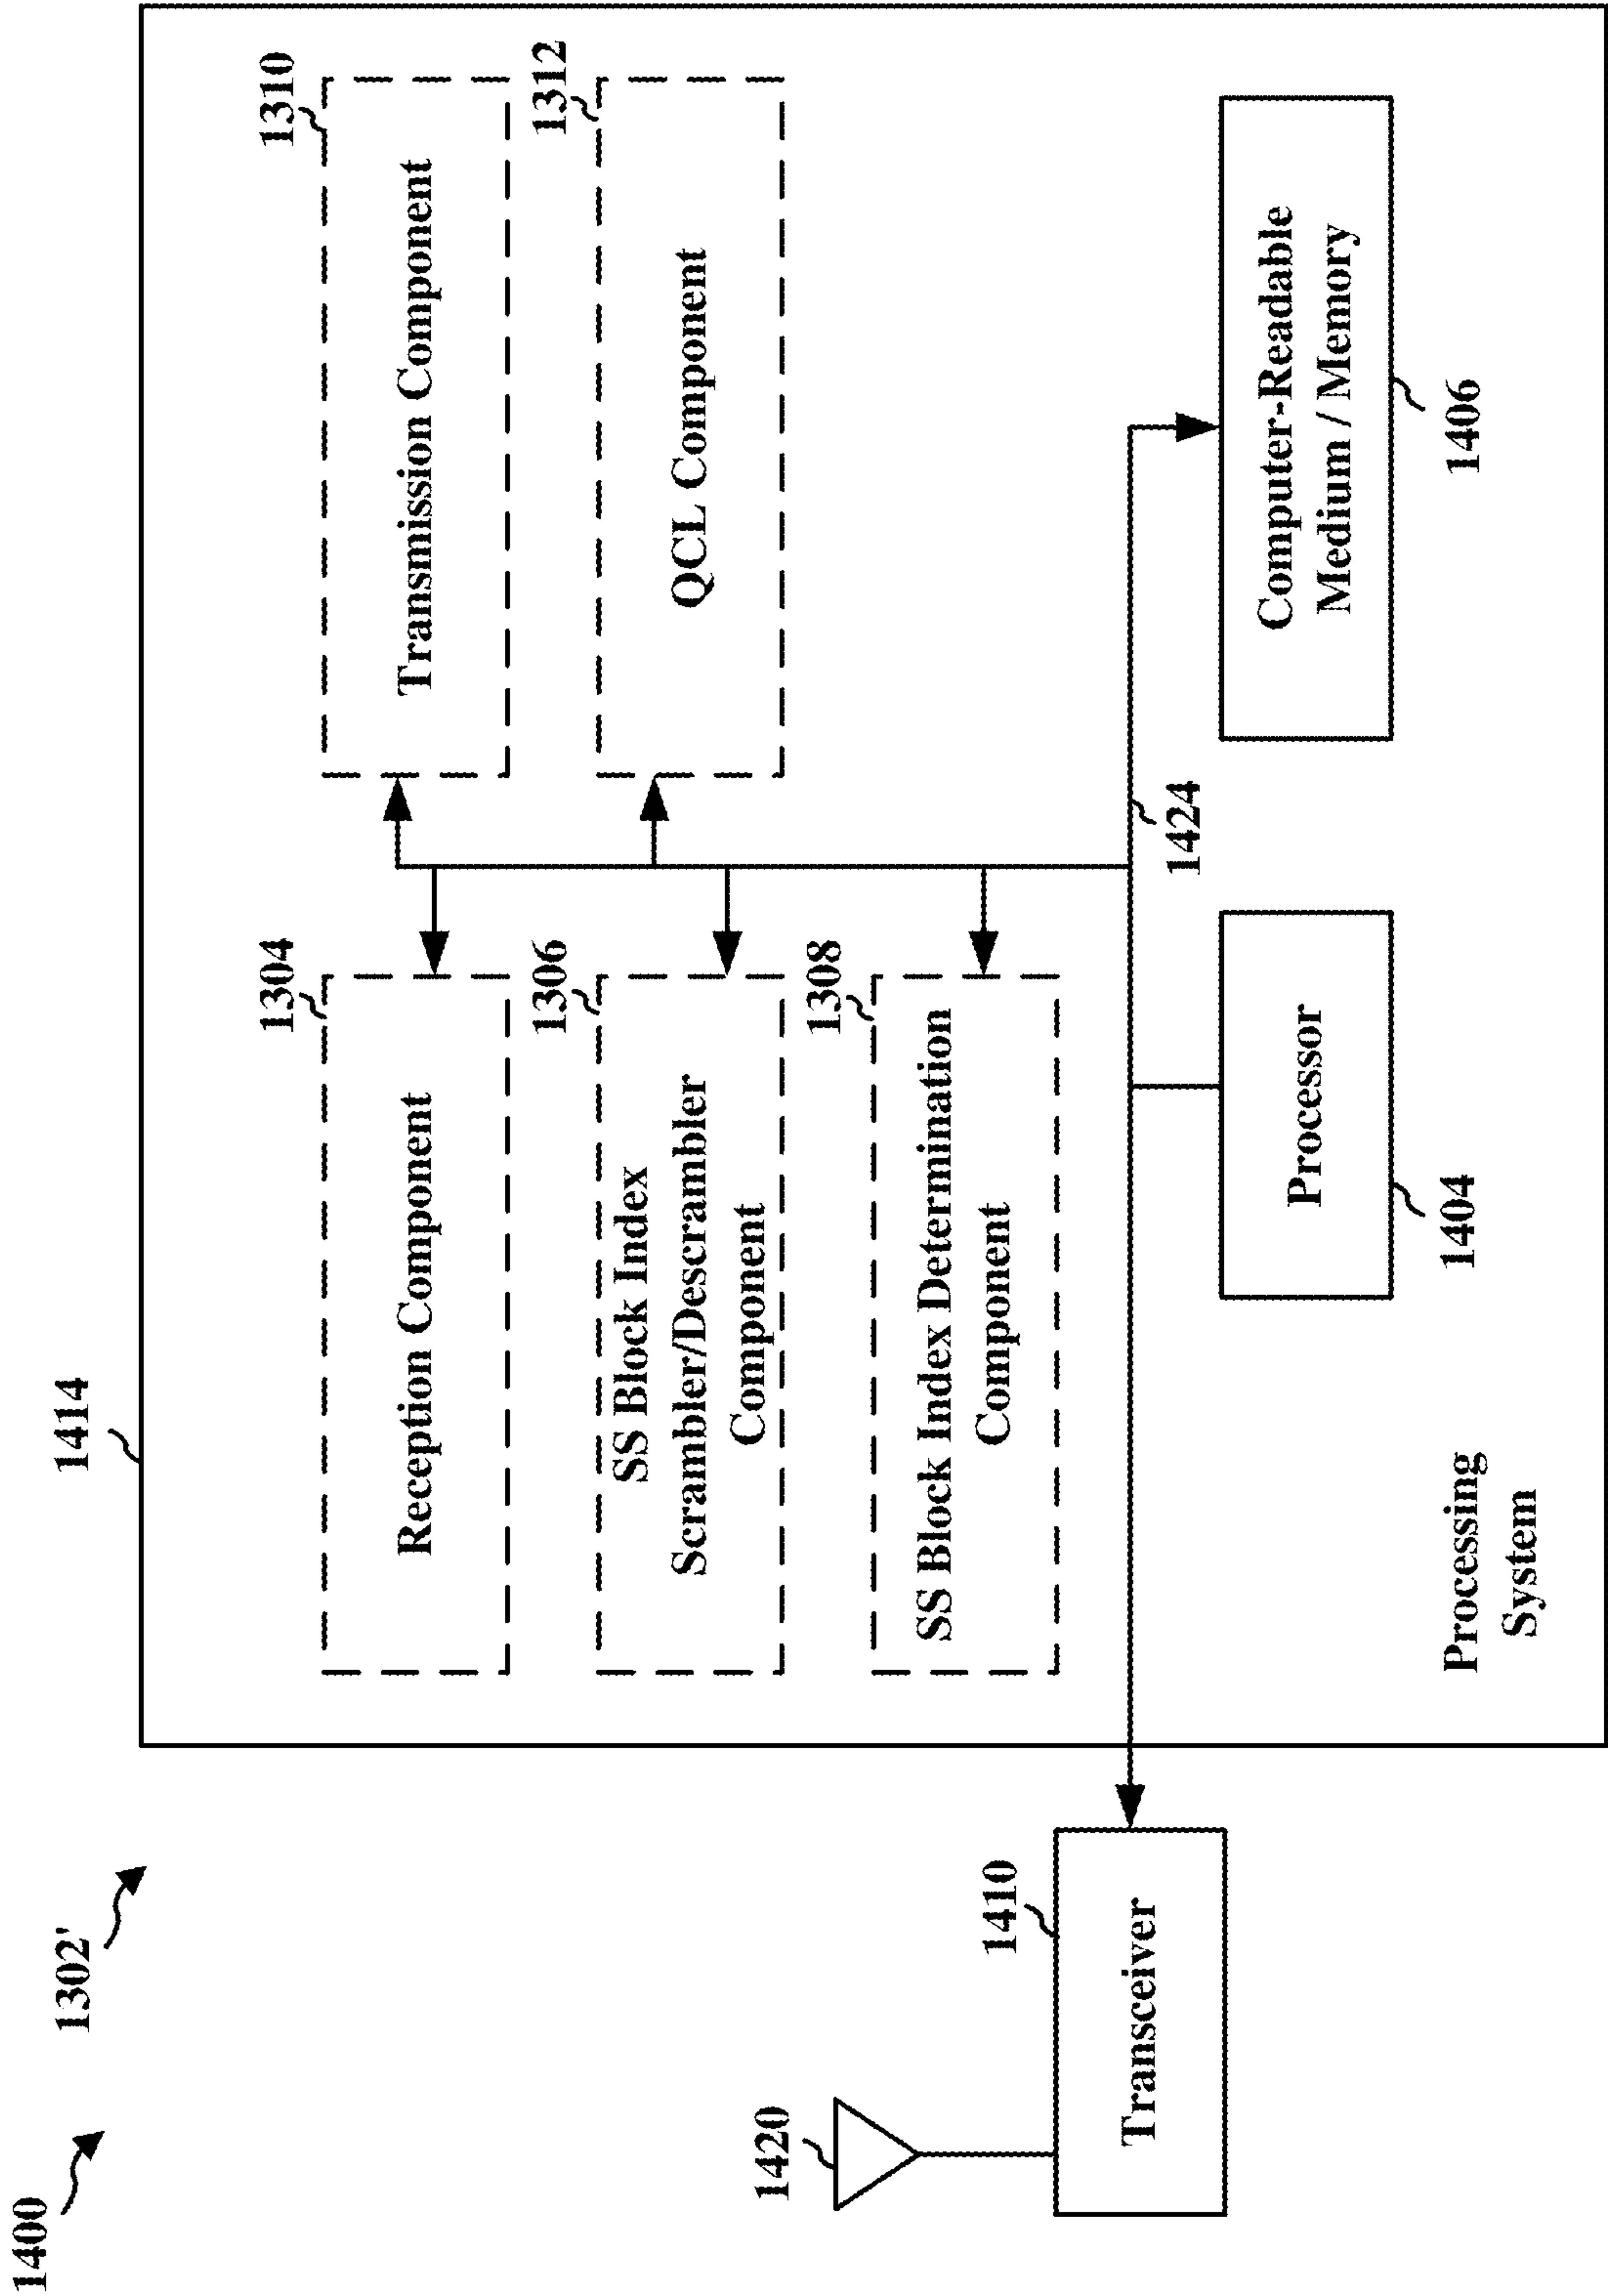 1400
1302'
1414
1304
Reception Component
1310
Transmission Component
1306
SS Block Index
Scrambler/Descrambler
Component
1312
QCL Component
1308
SS Block Index Determination
Component
1420
1410
Transceiver
1424
Processor
1404
Computer-Readable
Medium / Memory
1406
Processing
System